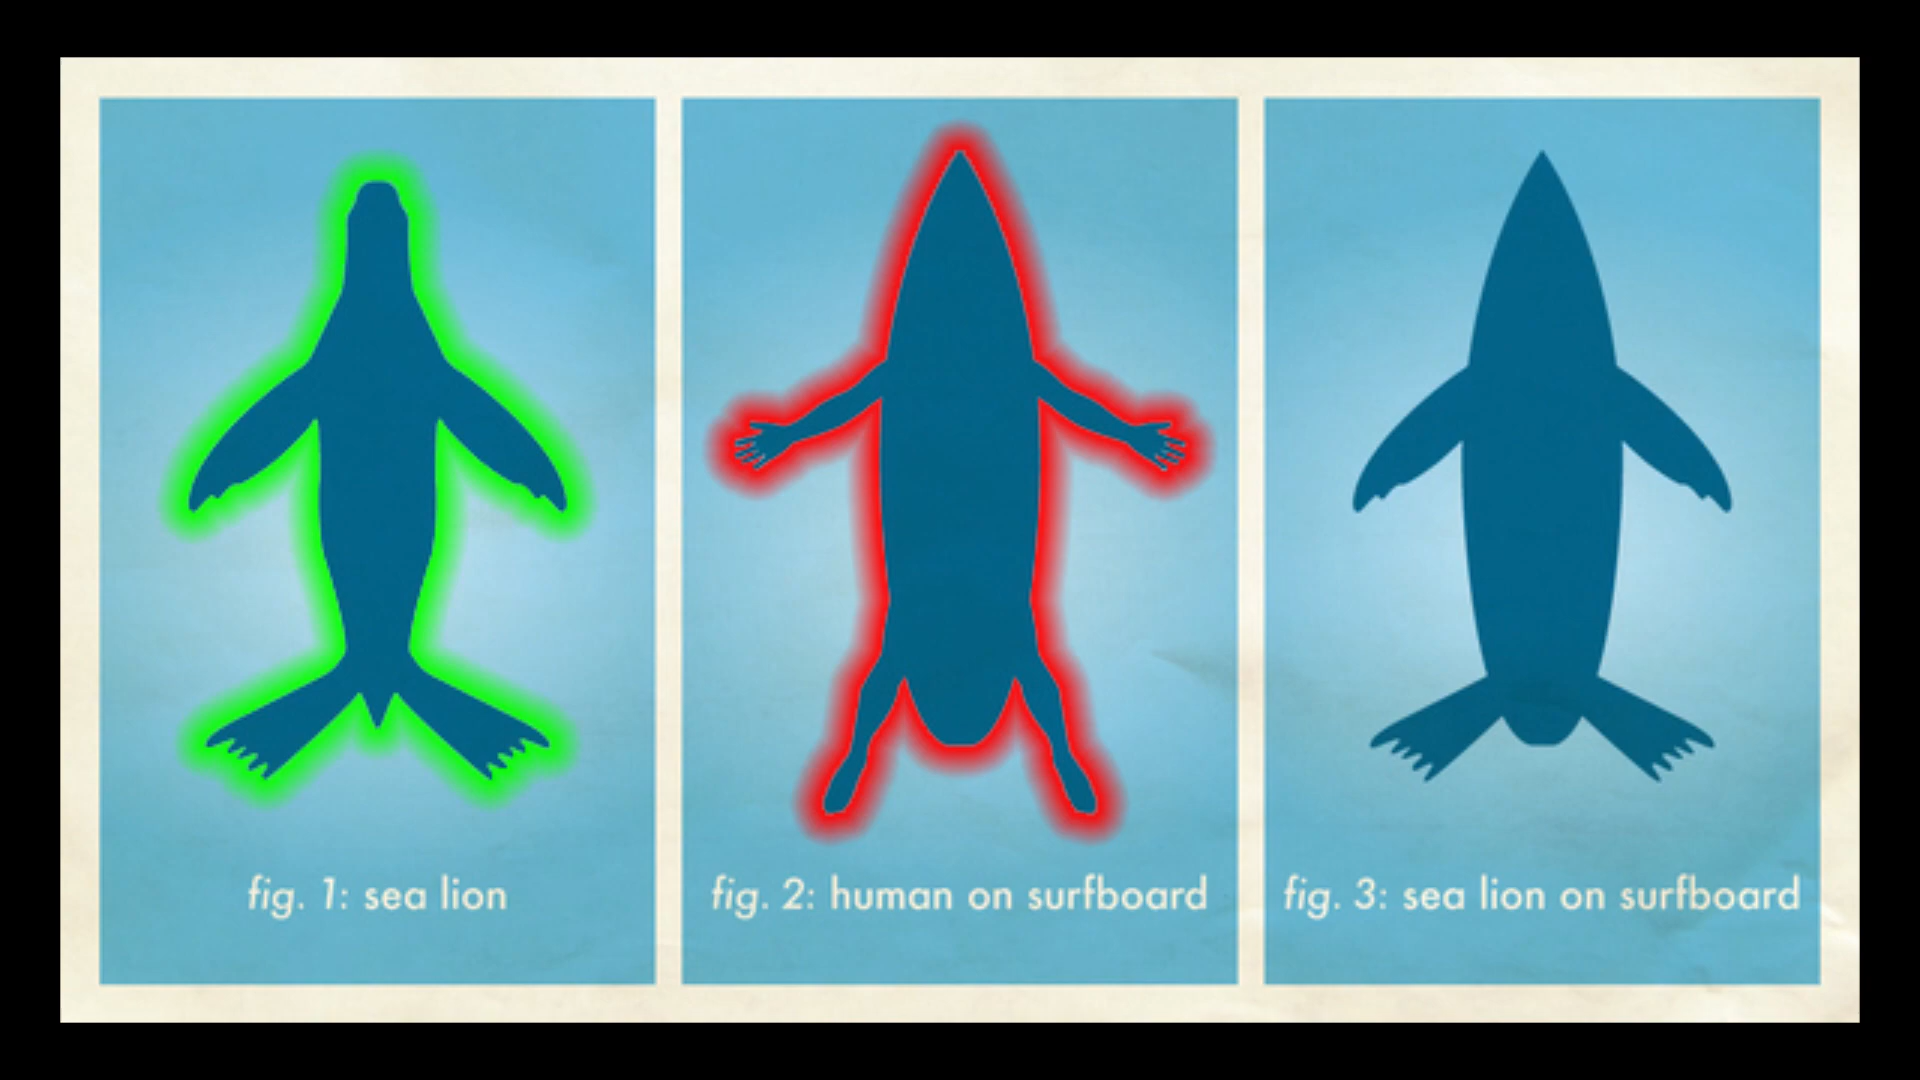 fig. 1: sea lion
fig. 2: human on surfboard
fig. 3: sea lion on surfboard